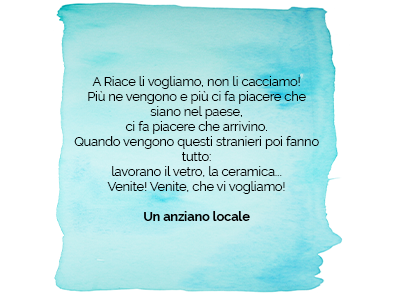 A Riace li vogliamo, non li cacciamo!
Più ne vengono e più ci fa piacere che
siano nel paese,
ci fa piacere che arrivino.
Quando vengono questi stranieri poi fanno
tutto:
lavorano il vetro, la ceramica...
Venite! Venite, che vi vogliamo!
Un anziano locale